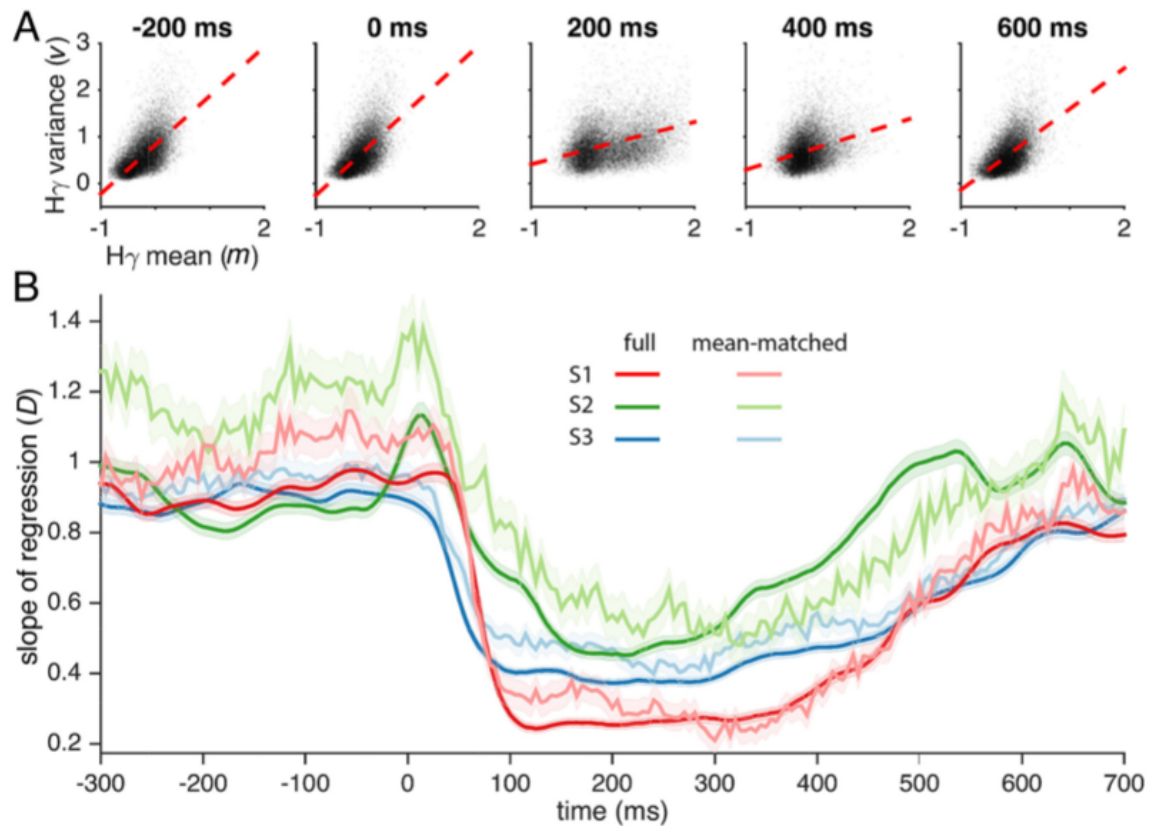 A
-200 ms 0 ms 200 ms 400 ms 600 ms
Hγ variance (v)
3
2
1
0
-1 2 -1 2 -1 2 -1 2 -1 2
Hγ mean (m)
B
slope of regression (D)
full mean-matched
S1
S2
S3
1.4
1.2
1
0.8
0.6
0.4
0.2
-300 -200 -100 0 100 200 300 400 500 600 700
time (ms)